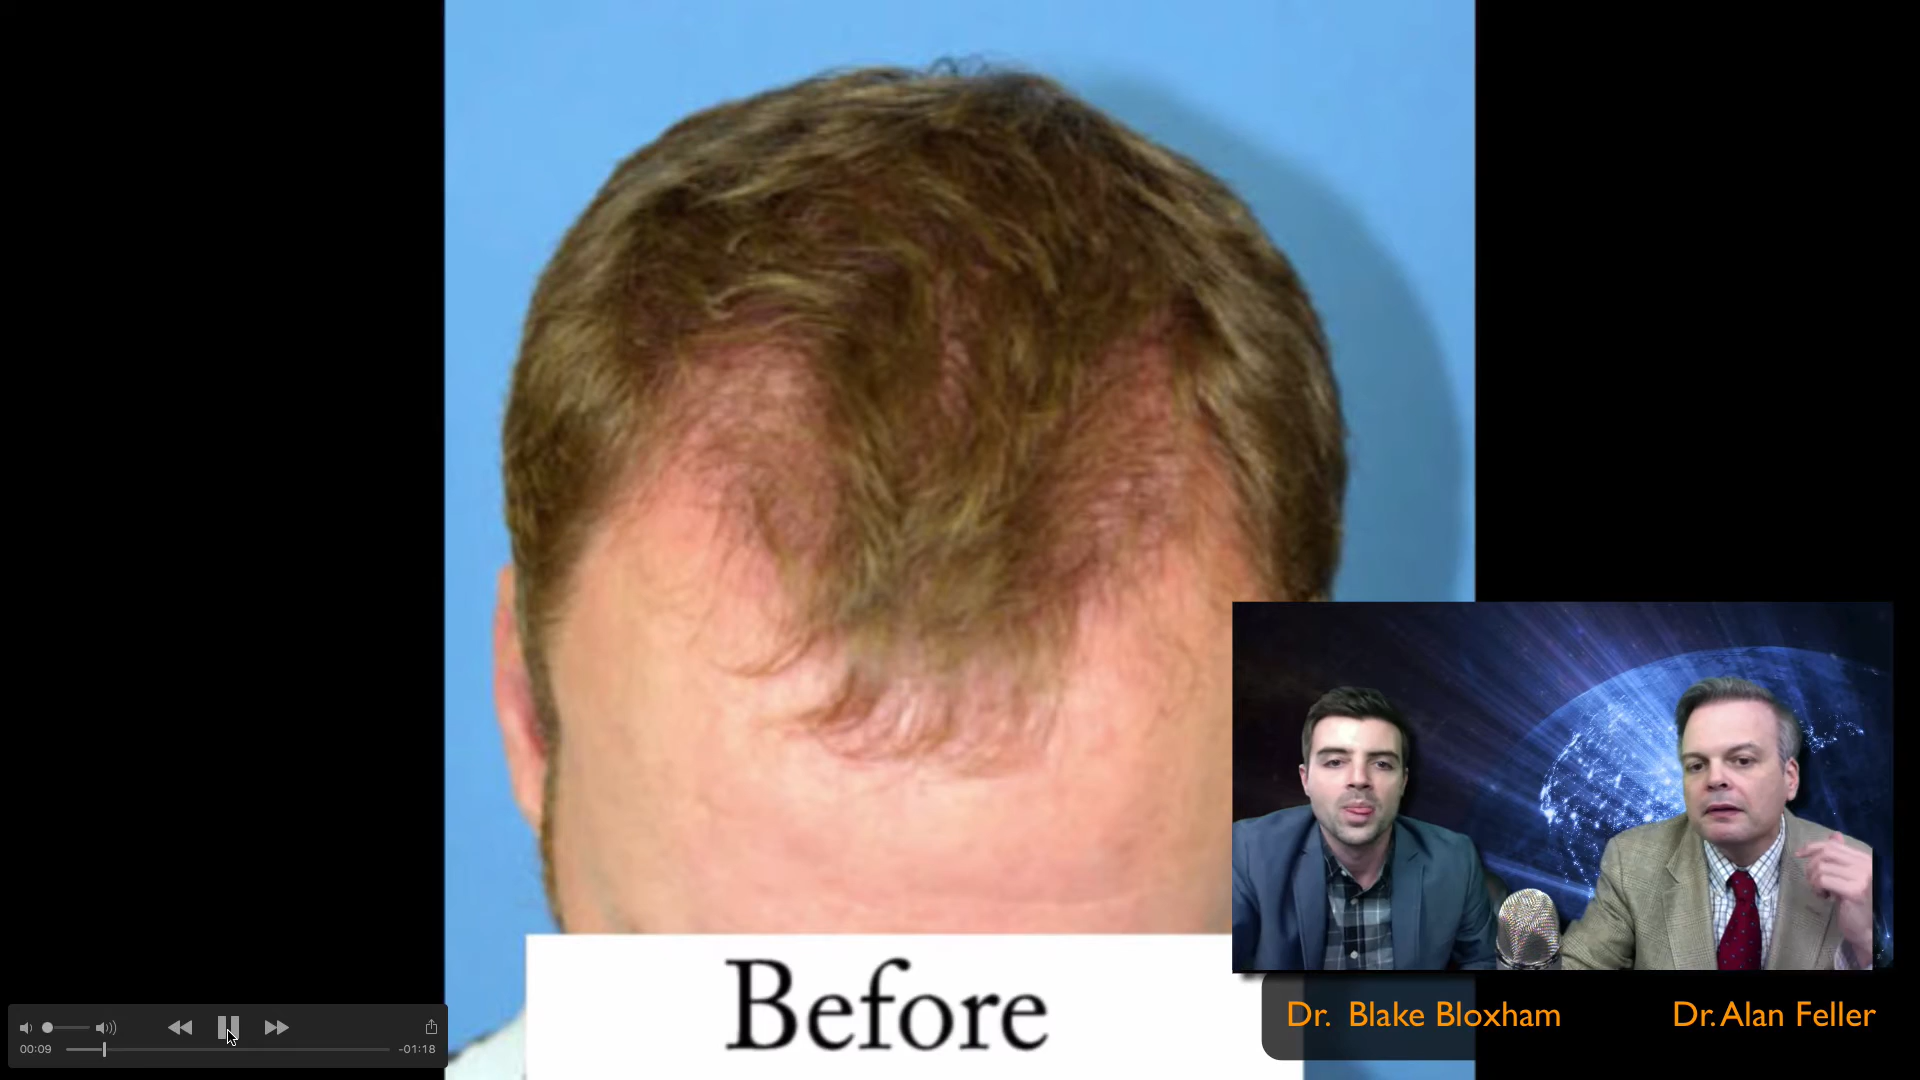 Before
Dr. Blake Bloxham
Dr. Alan Feller
00:09
-01:18